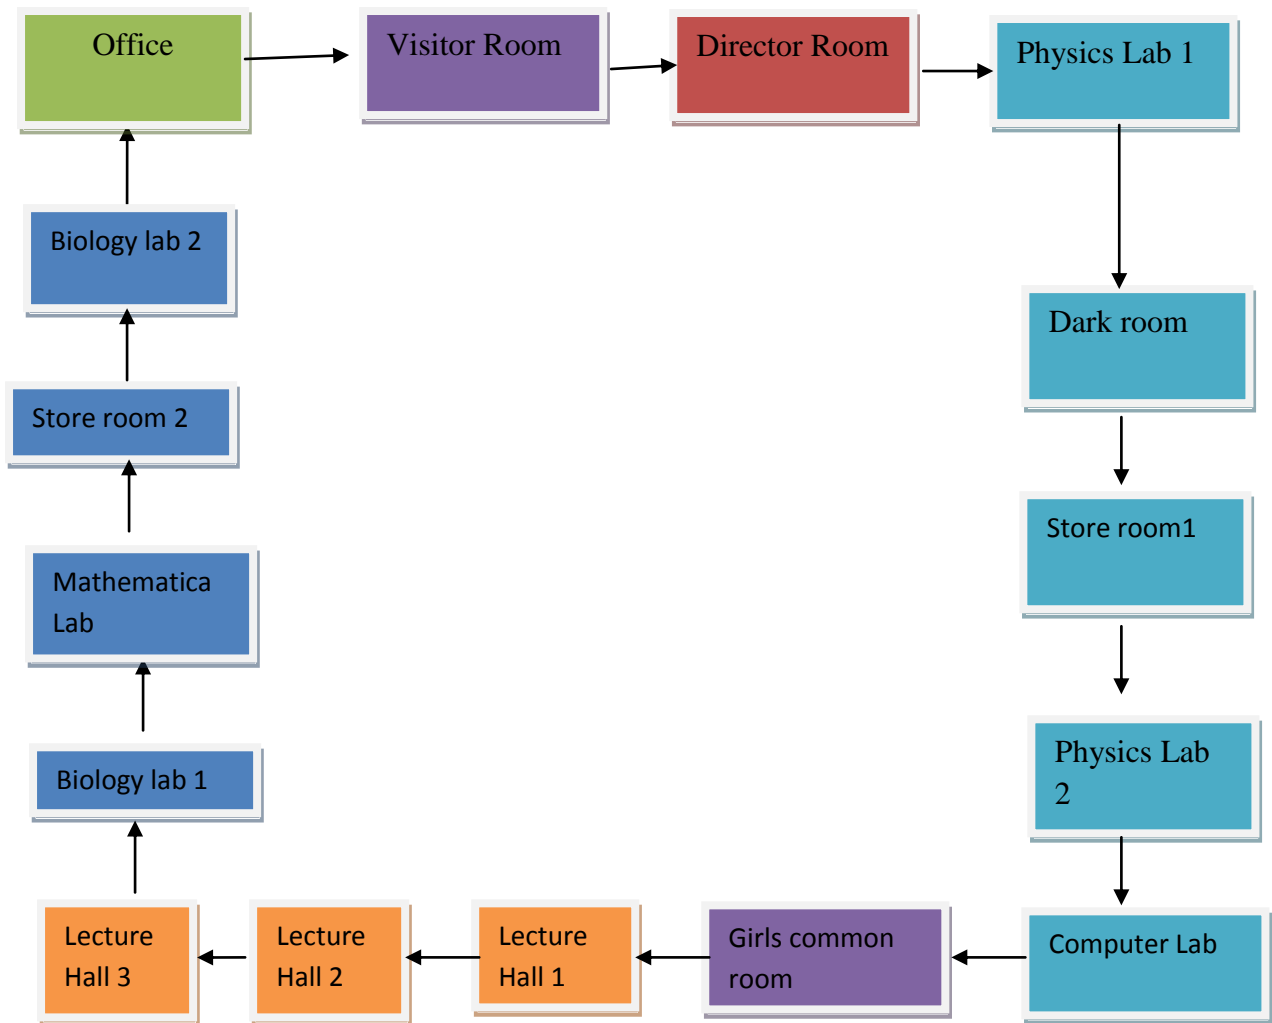 Office
Visitor Room
Director Room
Physics Lab 1
Biology lab 2
Dark room
Store room 2
Store room1
Mathematica
Lab
Physics Lab
2
Biology lab 1
Lecture
Hall 3
Lecture
Hall 2
Lecture
Hall 1
Girls common
room
Computer Lab